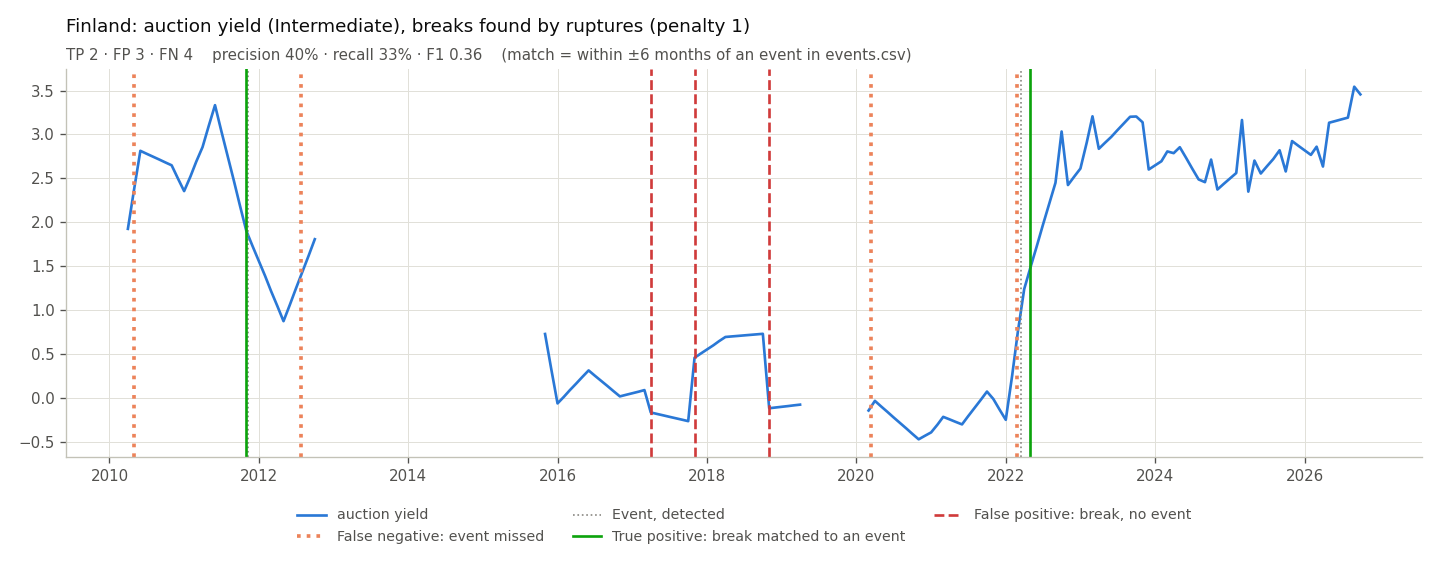 Finland: auction yield (Intermediate), breaks found by ruptures (penalty 1)
TP 2 · FP 3 · FN 4    precision 40% · recall 33% · F1 0.36    (match = within ±6 months of an event in events.csv)
3.5
3.0
2.5
2.0
1.5
1.0
0.5
0.0
−0.5
2010 2012 2014 2016 2018 2020 2022 2024 2026
auction yield
False negative: event missed
Event, detected
True positive: break matched to an event
False positive: break, no event